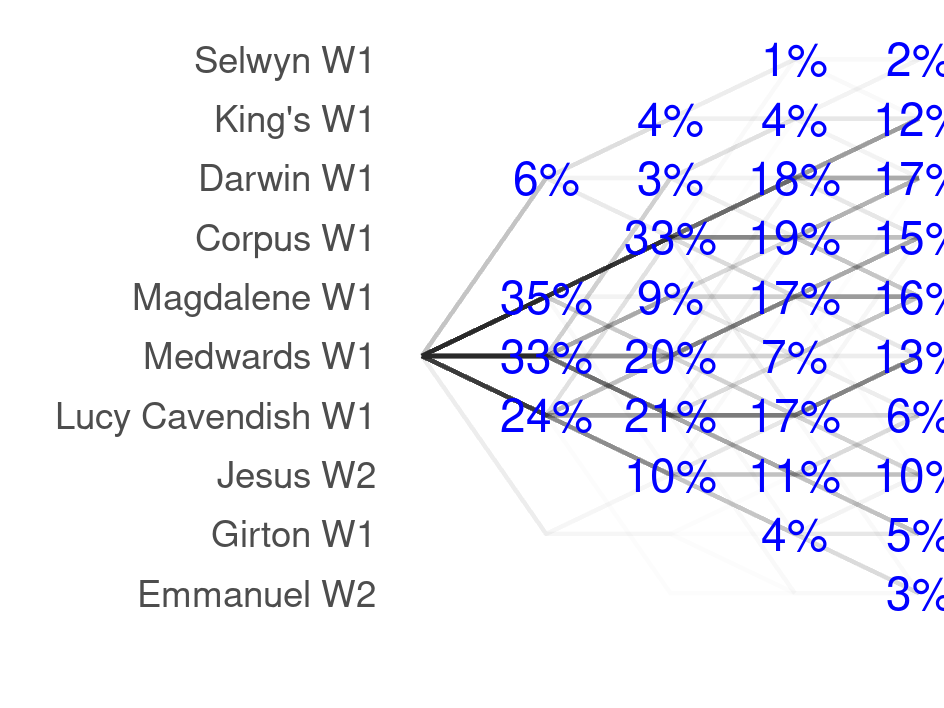 Selwyn W1 1% 2%
King's W1 4% 4% 12%
Darwin W1 6% 3% 18% 17%
Corpus W1 33% 19% 15%
Magdalene W1 35% 9% 17% 16%
Medwards W1 33% 20% 7% 13%
Lucy Cavendish W1 24% 21% 17% 6%
Jesus W2 10% 11% 10%
Girton W1 4% 5%
Emmanuel W2 3%